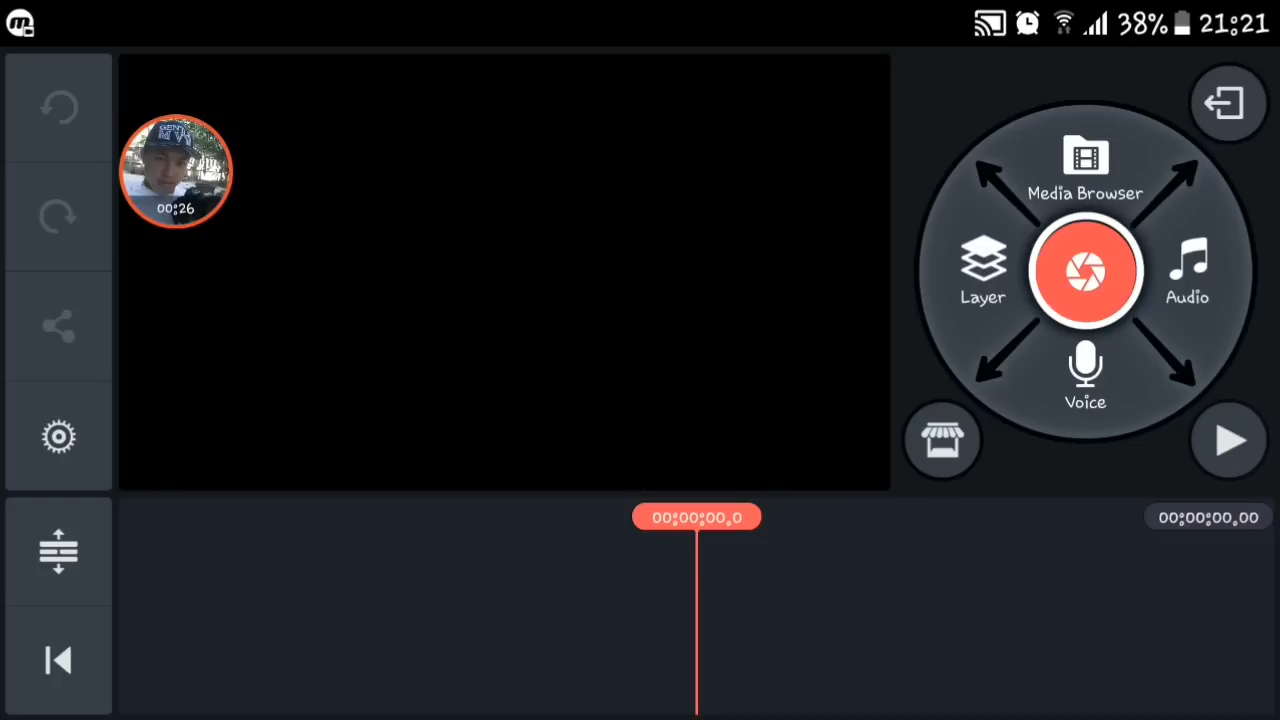 38% 21:21
00:26
Media Browser
Layer
Audio
Voice
00:00:00,0
00:00:00,00